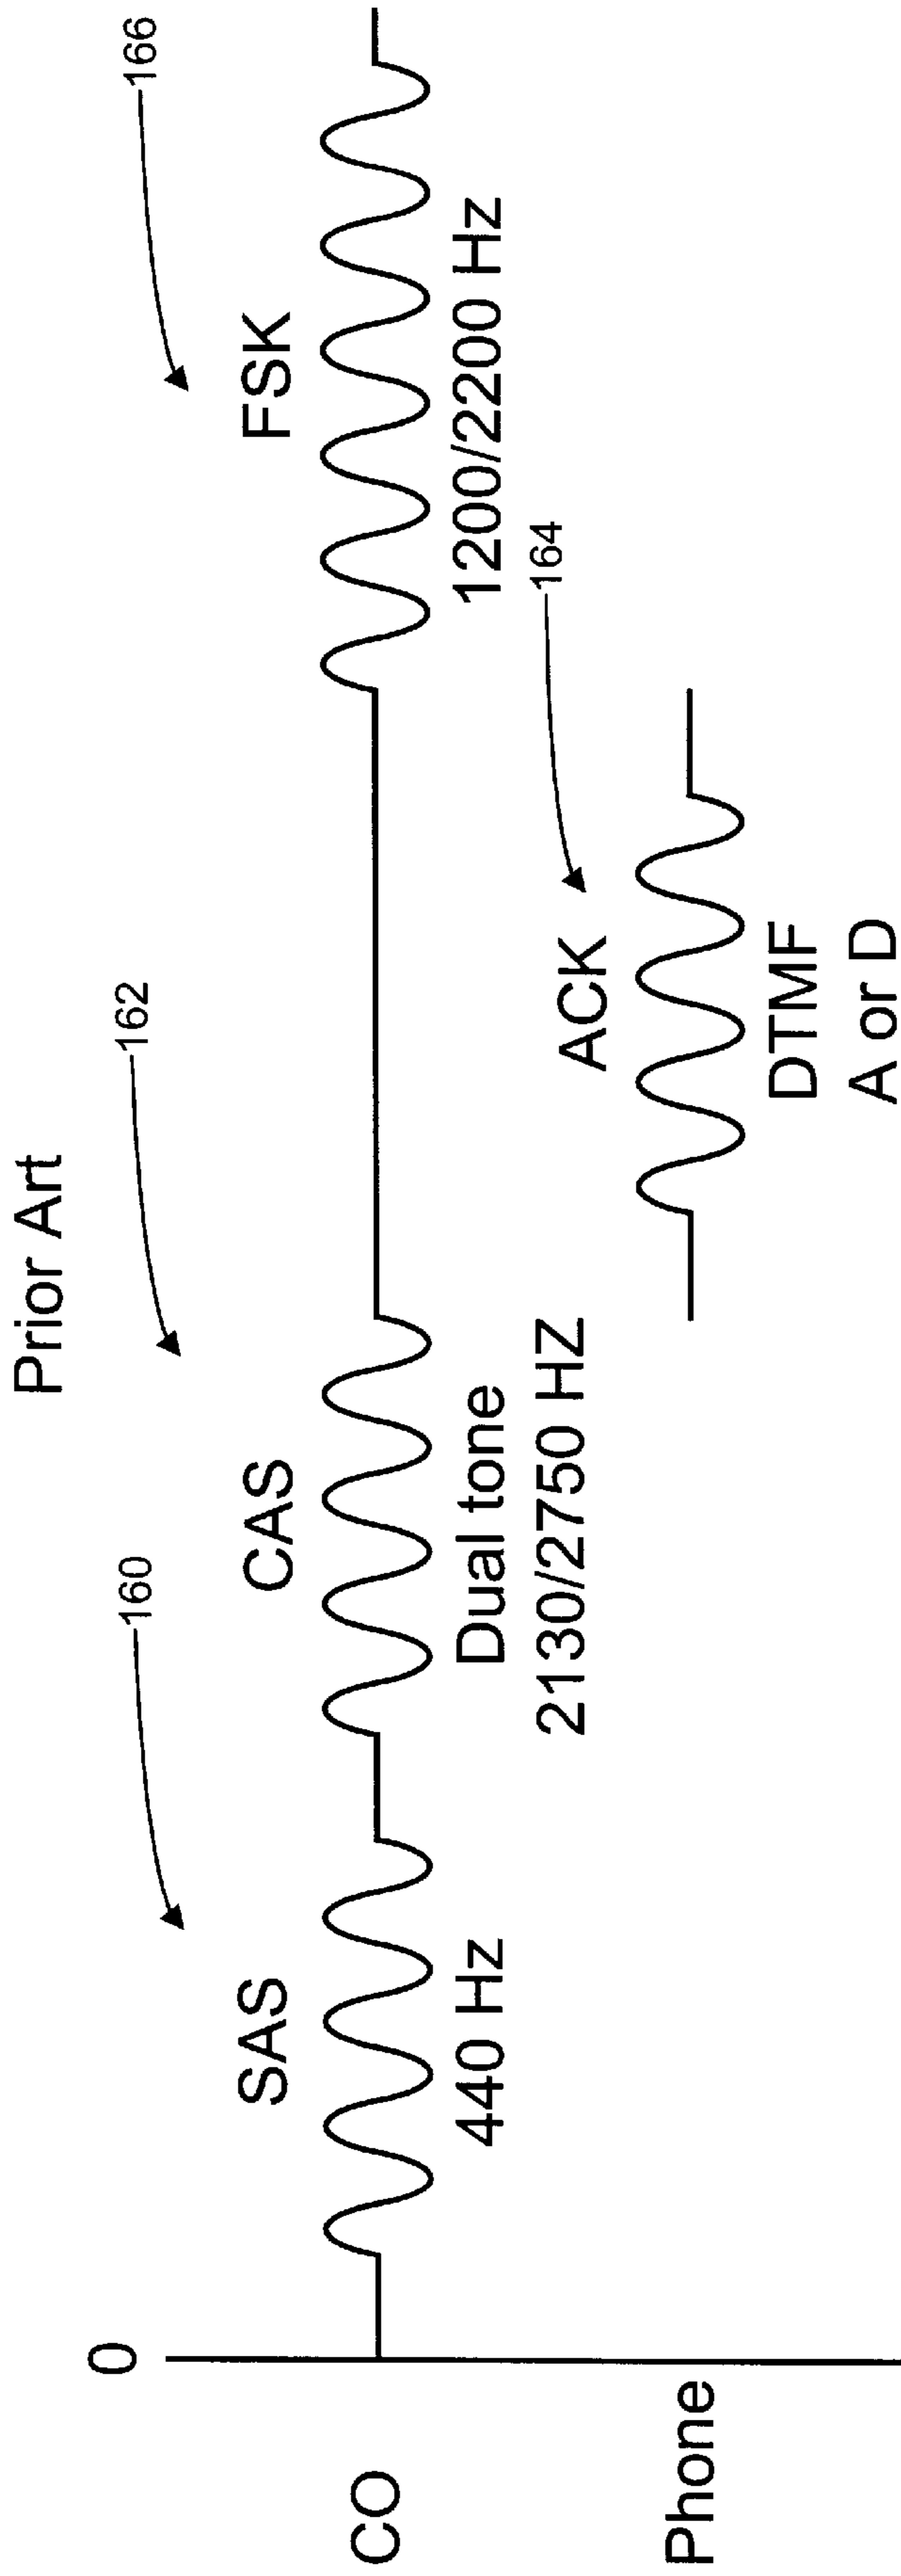 Prior Art
0
160
162
166
SAS
CAS
FSK
CO
440 Hz
Dual tone
2130/2750 HZ
1200/2200 Hz
164
ACK
Phone
DTMF
A or D